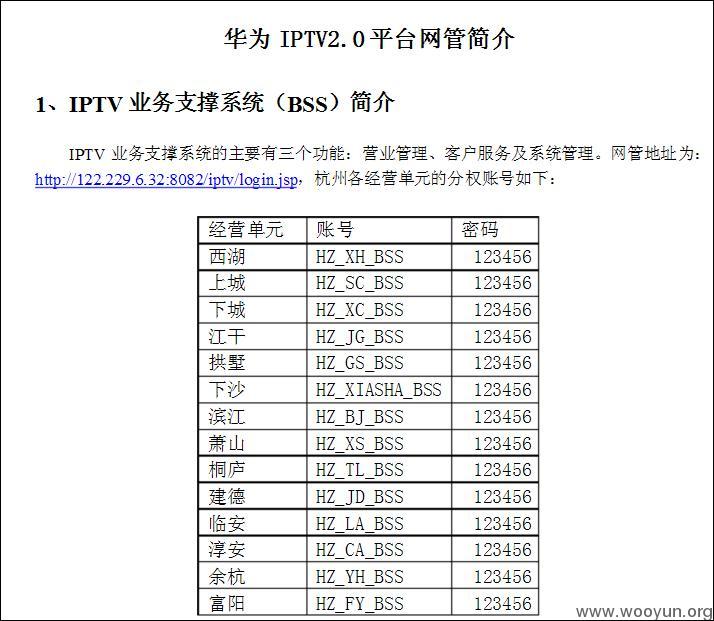 华为 IPTV2.0平台网管简介
1、IPTV 业务支撑系统（BSS）简介
IPTV 业务支撑系统的主要有三个功能：营业管理、客户服务及系统管理。网管地址为：
http://122.229.6.32:8082/iptv/login.jsp，杭州各经营单元的分权账号如下：
经营单元 账号 密码
西湖 HZ_XH_BSS 123456
上城 HZ_SC_BSS 123456
下城 HZ_XC_BSS 123456
江干 HZ_JG_BSS 123456
拱墅 HZ_GS_BSS 123456
下沙 HZ_XIASHA_BSS 123456
滨江 HZ_BJ_BSS 123456
萧山 HZ_XS_BSS 123456
桐庐 HZ_TL_BSS 123456
建德 HZ_JD_BSS 123456
临安 HZ_LA_BSS 123456
淳安 HZ_CA_BSS 123456
余杭 HZ_YH_BSS 123456
富阳 HZ_FY_BSS 123456
www.wooyun.org